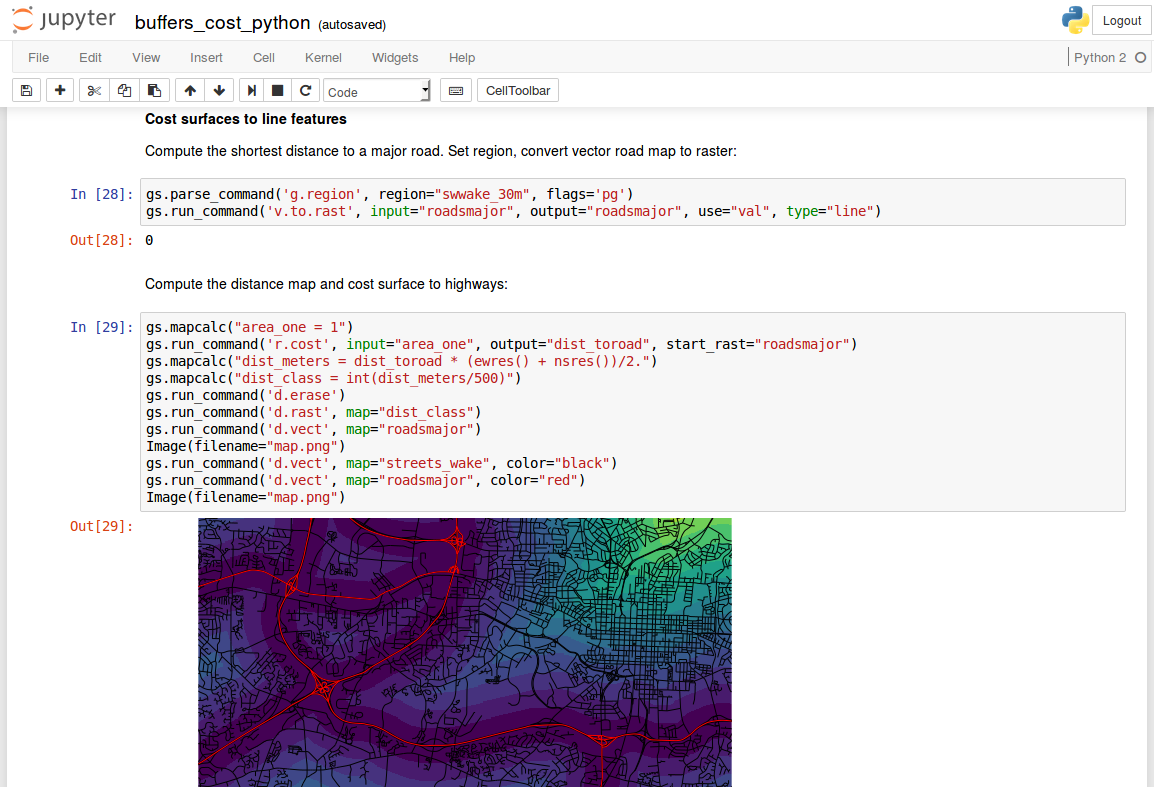 jupyter buffers_cost_python (autosaved) Logout
File Edit View Insert Cell Kernel Widgets Help Python 2
Code CellToolbar
Cost surfaces to line features
Compute the shortest distance to a major road. Set region, convert vector road map to raster:
In [28]: gs.parse_command('g.region', region="swwake_30m", flags='pg')
gs.run_command('v.to.rast', input="roadsmajor", output="roadsmajor", use="val", type="line")
Out[28]: 0
Compute the distance map and cost surface to highways:
In [29]: gs.mapcalc("area_one = 1")
gs.run_command('r.cost', input="area_one", output="dist_toroad", start_rast="roadsmajor")
gs.mapcalc("dist_meters = dist_toroad * (ewres() + nsres())/2.")
gs.mapcalc("dist_class = int(dist_meters/500)")
gs.run_command('d.erase')
gs.run_command('d.rast', map="dist_class")
gs.run_command('d.vect', map="roadsmajor")
Image(filename="map.png")
gs.run_command('d.vect', map="streets_wake", color="black")
gs.run_command('d.vect', map="roadsmajor", color="red")
Image(filename="map.png")
Out[29]: